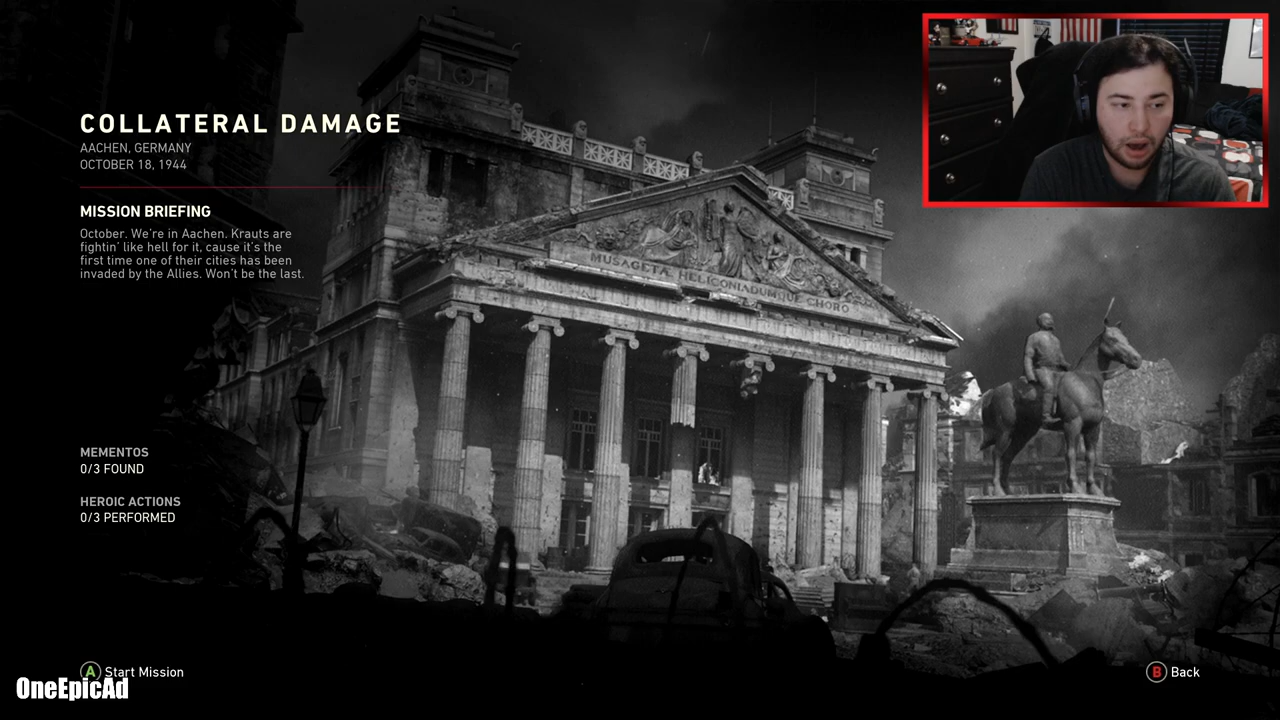 COLLATERAL DAMAGE
AACHEN, GERMANY
OCTOBER 18, 1944
MISSION BRIEFING
October. We're in Aachen. Krauts are
fightin' like hell for it, cause it's the
first time one of their cities has been
invaded by the Allies. Won't be the last.
MUSAGETÆ HELICONIADUMQUE CHORO
MEMENTOS
0/3 FOUND
HEROIC ACTIONS
0/3 PERFORMED
A Start Mission
B Back
OneEpicAd